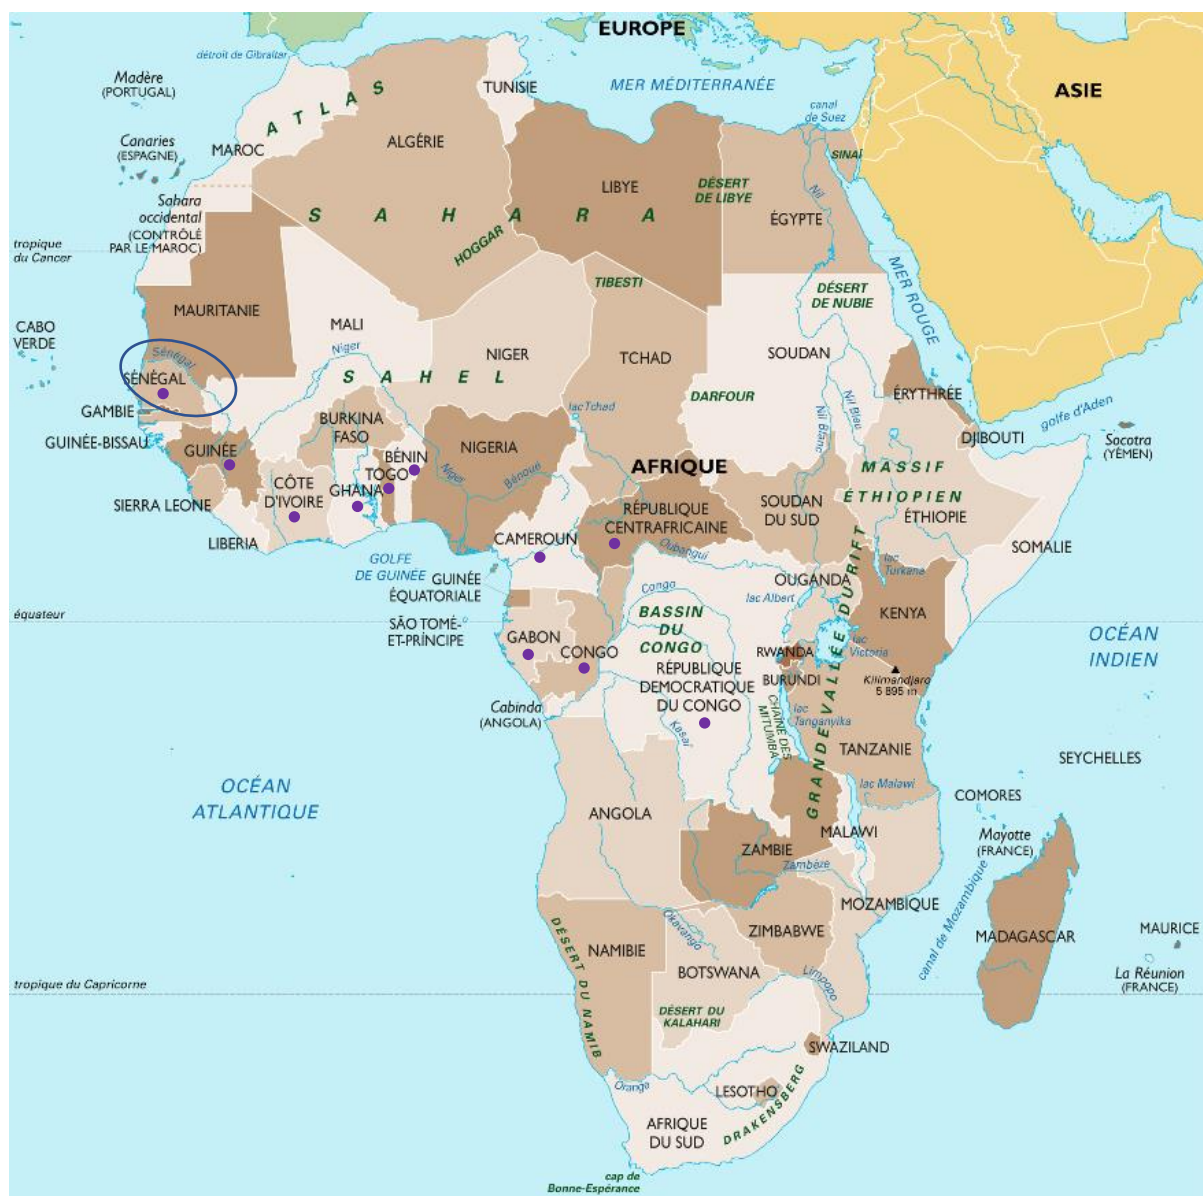 EUROPE
détroit de Gibraltar
Madère
(PORTUGAL)
ATLAS
TUNISIE
MER MÉDITERRANÉE
canal
de Suez
ASIE
Canaries
(ESPAGNE)
MAROC
ALGÉRIE
SINAÏ
LIBYE
DÉSERT
DE LIBYE
Nil
ÉGYPTE
Sahara
occidental
(CONTRÔLÉ
PAR LE MAROC)
SAHARA
HOGGAR
tropique
du Cancer
TIBESTI
DÉSERT
DE NUBIE
MER ROUGE
MAURITANIE
CABO
VERDE
MALI
NIGER
TCHAD
SOUDAN
Sénégal
Niger
SÉNÉGAL
SAHEL
DARFOUR
ÉRYTHRÉE
GAMBIE
lac Tchad
Nil Blanc
Nil Bleu
golfe d'Aden
BURKINA
FASO
GUINÉE-BISSAU
GUINÉE
NIGERIA
DJIBOUTI
Socotra
(YÉMEN)
BÉNIN
TOGO
AFRIQUE
MASSIF
ÉTHIOPIEN
CÔTE
D'IVOIRE
GHANA
Niger
Bénoué
SIERRA LEONE
RÉPUBLIQUE
CENTRAFRICAINE
SOUDAN
DU SUD
ÉTHIOPIE
LIBERIA
CAMEROUN
Oubangui
SOMALIE
GOLFE
DE GUINÉE
GUINÉE
ÉQUATORIALE
lac
Turkana
OUGANDA
Congo
lac Albert
équateur
BASSIN
DU
CONGO
KENYA
SÃO TOMÉ-
ET-PRÍNCIPE
GABON
CONGO
lac
Victoria
OCÉAN
INDIEN
RWANDA
BURUNDI
GRANDE VALLÉE DU RIFT
Kilimandjaro
5 895 m
RÉPUBLIQUE
DÉMOCRATIQUE
DU CONGO
Cabinda
(ANGOLA)
CHAÎNE DES
MITUMBA
lac
Tanganyika
Kasaï
TANZANIE
SEYCHELLES
OCÉAN
ATLANTIQUE
lac Malawi
COMORES
ANGOLA
MALAWI
Mayotte
(FRANCE)
ZAMBIE
Zambèze
MOZAMBIQUE
canal de Mozambique
Okavango
ZIMBABWE
MADAGASCAR
MAURICE
DÉSERT DU NAMIB
NAMIBIE
BOTSWANA
Limpopo
La Réunion
(FRANCE)
tropique du Capricorne
DÉSERT DU
KALAHARI
SWAZILAND
Orange
LESOTHO
DRAKENSBERG
AFRIQUE
DU SUD
cap de
Bonne-Espérance